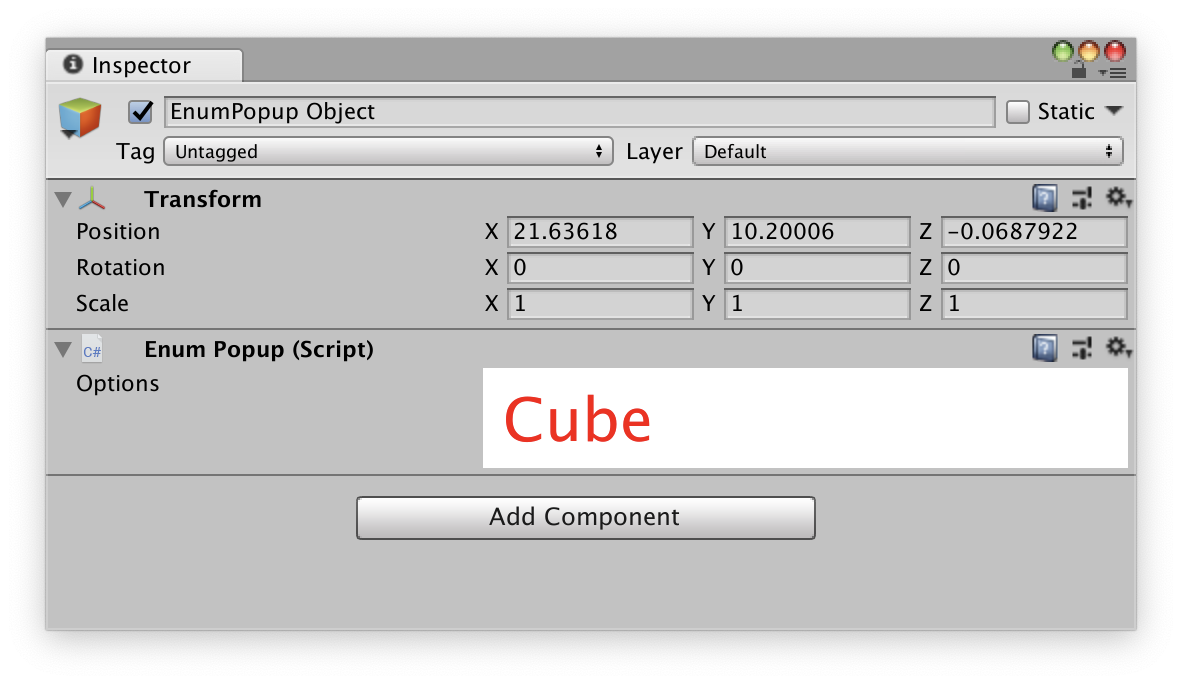 Inspector
EnumPopup Object Static
Tag Untagged Layer Default
Transform
Position X 21.63618 Y 10.20006 Z -0.0687922
Rotation X 0 Y 0 Z 0
Scale X 1 Y 1 Z 1
C# Enum Popup (Script)
Options Cube
Add Component